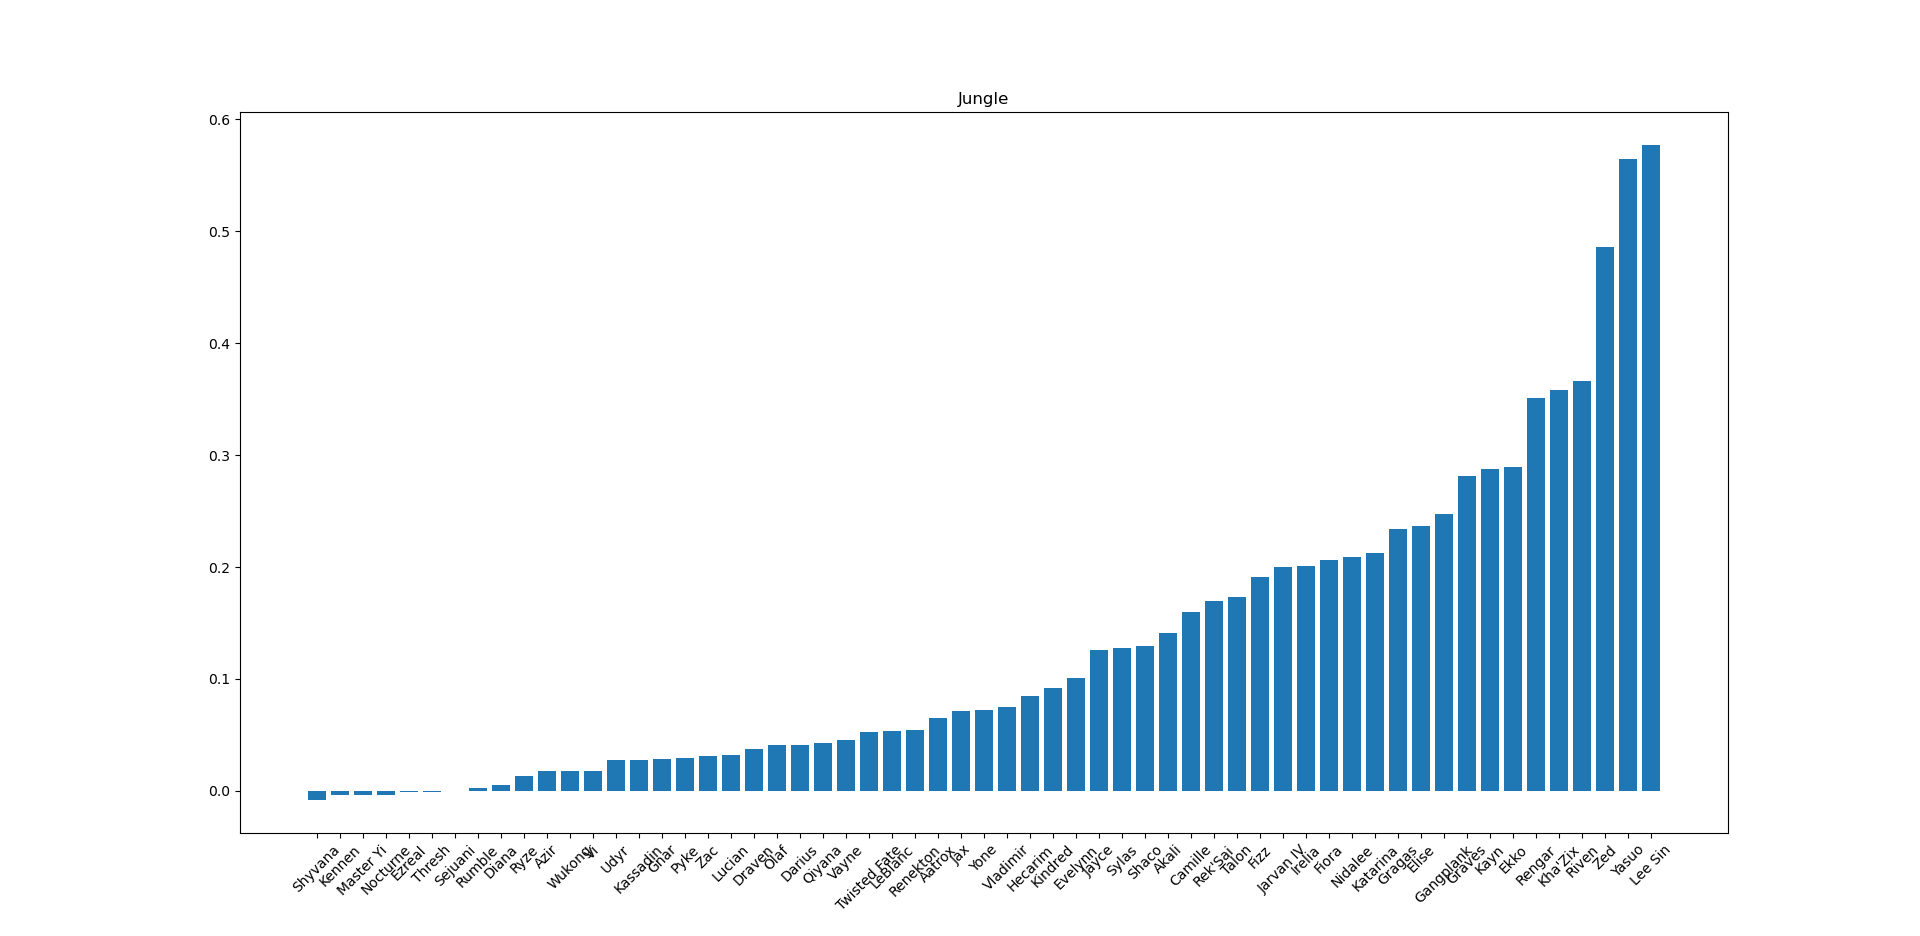 Jungle
0.6
0.5
0.4
0.3
0.2
0.1
0.0
Shyvana
Kennen
Master Yi
Nocturne
Ezreal
Thresh
Sejuani
Rumble
Diana
Ryze
Azir
Wukong
Vi
Udyr
Kassadin
Gnar
Pyke
Zac
Lucian
Draven
Olaf
Darius
Qiyana
Vayne
Twisted Fate
LeBlanc
Renekton
Aatrox
Jax
Yone
Vladimir
Hecarim
Kindred
Evelynn
Jayce
Sylas
Shaco
Akali
Camille
Rek'Sai
Talon
Fizz
Jarvan IV
Irelia
Fiora
Nidalee
Katarina
Gragas
Elise
Gangplank
Graves
Kayn
Ekko
Rengar
Kha'Zix
Riven
Zed
Yasuo
Lee Sin